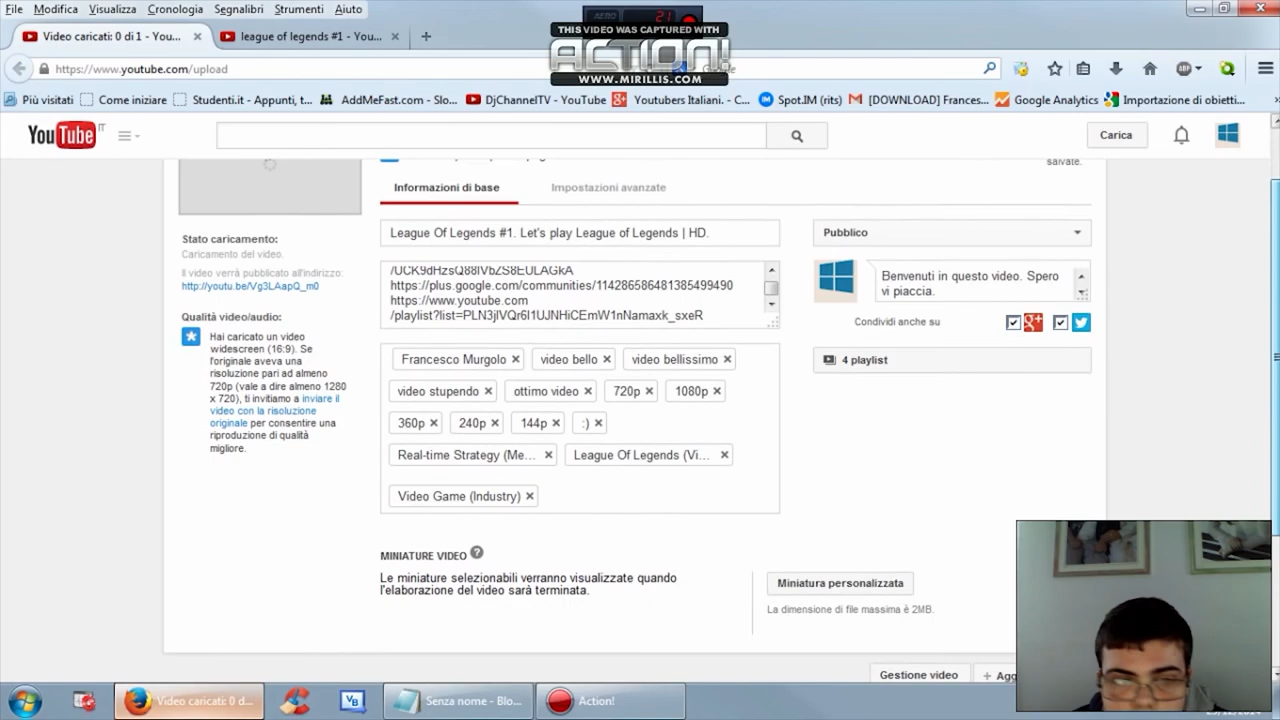 File Modifica Visualizza Cronologia Segnalibri Strumenti Aiuto
AERO 21
THIS VIDEO WAS CAPTURED WITH
ACTION!
WWW.MIRILLIS.COM
Video caricati: 0 di 1 - You... league of legends #1 - You...
https://www.youtube.com/upload
Più visitati Come iniziare Studenti.it - Appunti, t... AddMeFast.com - Slo... DjChannelTV - YouTube Youtubers Italiani. - C... Spot.IM (rits) [DOWNLOAD] Frances... Google Analytics Importazione di obietti...
YouTube IT Carica
salvate.
Informazioni di base Impostazioni avanzate
Stato caricamento:
Caricamento del video.
Il video verrà pubblicato all'indirizzo:
http://youtu.be/Vg3LAapQ_m0
Qualità video/audio:
Hai caricato un video
widescreen (16:9). Se
l'originale aveva una
risoluzione pari ad almeno
720p (vale a dire almeno 1280
x 720), ti invitiamo a inviare il
video con la risoluzione
originale per consentire una
riproduzione di qualità
migliore.
League Of Legends #1. Let's play League of Legends | HD.
https://plus.google.com/communities/114286586481385499490
https://www.youtube.com
/playlist?list=PLN3jlVQr6l1UJNHiCEmW1nNamaxk_sxeR
Francesco Murgolo × video bello × video bellissimo ×
video stupendo × ottimo video × 720p × 1080p ×
360p × 240p × 144p × :) ×
Real-time Strategy (Me... × League Of Legends (Vi... ×
Video Game (Industry) ×
MINIATURE VIDEO ?
Le miniature selezionabili verranno visualizzate quando
l'elaborazione del video sarà terminata.
Pubblico
Benvenuti in questo video. Spero
vi piaccia.
Condividi anche su
4 playlist
Miniatura personalizzata
La dimensione di file massima è 2MB.
Gestione video
Video caricati: 0 d... Senza nome - Blo... Action!